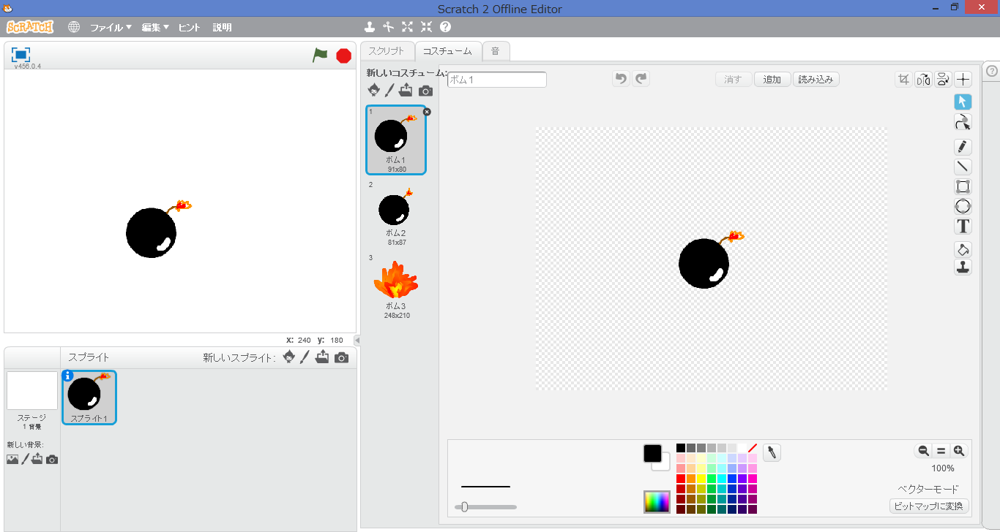 Scratch 2 Offline Editor
SCRATCH ファイル▼ 編集▼ ヒント 説明
v456.0.4
スクリプト コスチューム 音
新しいコスチューム:
ボム1
消す 追加 読み込み
1
ボム1
91x80
2
ボム2
81x87
3
ボム3
248x210
x: 240 y: 180
スプライト 新しいスプライト:
ステージ
1 背景
新しい背景:
スプライト1
T
100%
ベクターモード
ビットマップに変換